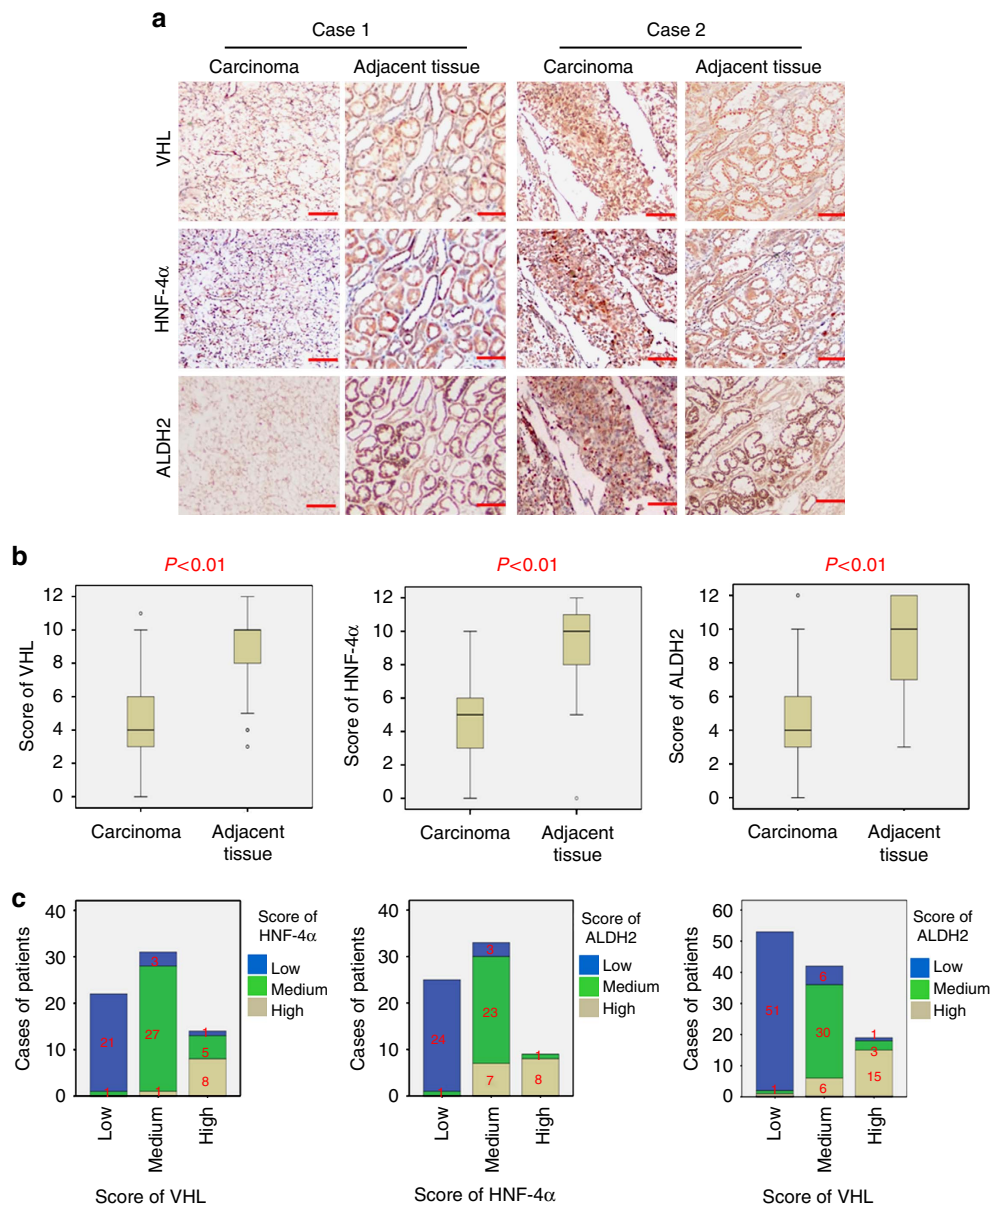 a
Case 1
Case 2
Carcinoma
Adjacent tissue
Carcinoma
Adjacent tissue
VHL
HNF-4α
ALDH2
b
P<0.01
12
10
8
6
4
2
0
Score of VHL
Carcinoma
Adjacent
tissue
P<0.01
12
10
8
6
4
2
0
Score of HNF-4α
Carcinoma
Adjacent
tissue
P<0.01
12
10
8
6
4
2
0
Score of ALDH2
Carcinoma
Adjacent
tissue
c
40
30
20
10
0
Cases of patients
21
1
3
27
1
1
5
8
Low
Medium
High
Score of VHL
Score of
HNF-4α
Low
Medium
High
40
30
20
10
0
Cases of patients
24
1
3
23
7
1
8
Low
Medium
High
Score of HNF-4α
Score of
ALDH2
Low
Medium
High
60
50
40
30
20
10
0
Cases of patients
51
1
6
30
6
1
3
15
Low
Medium
High
Score of VHL
Score of
ALDH2
Low
Medium
High